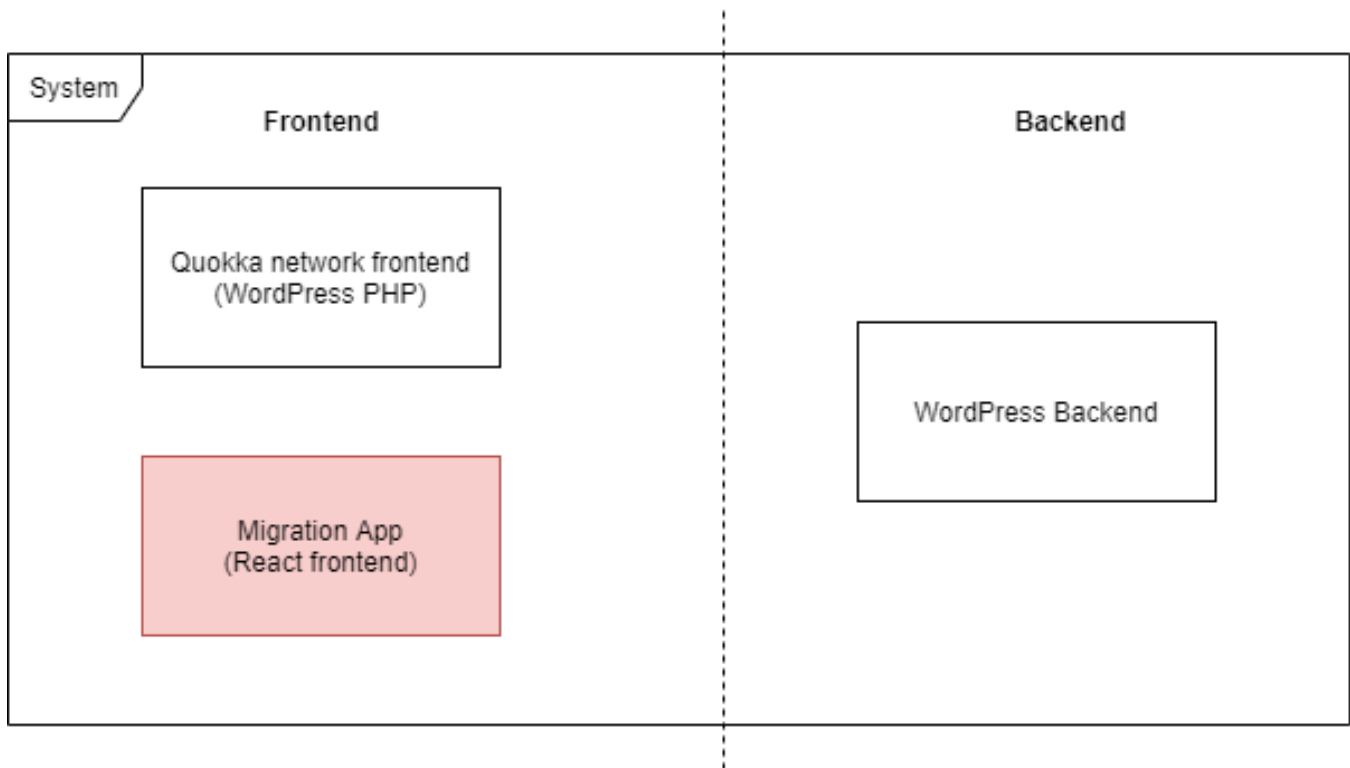 System
Frontend
Backend
Quokka network frontend
(WordPress PHP)
WordPress Backend
Migration App
(React frontend)